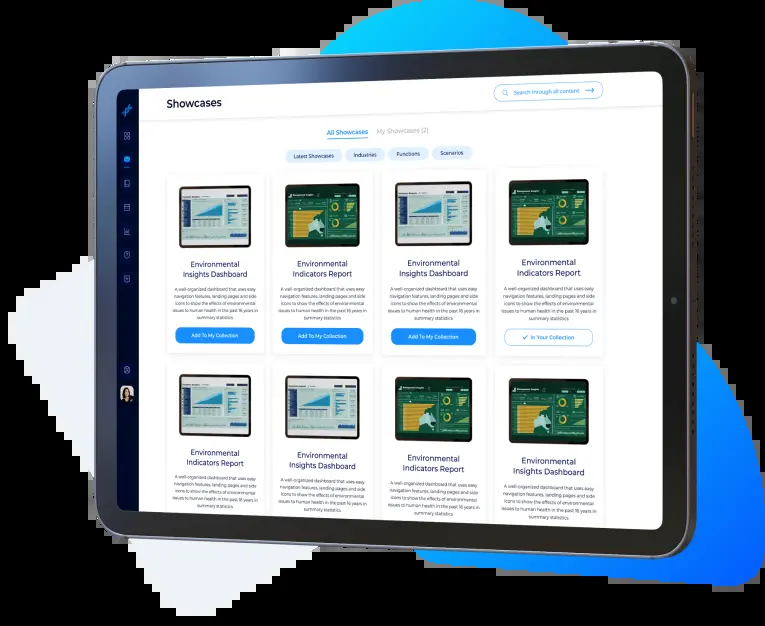 Showcases
Search through all content
All Showcases
My Showcases (2)
Latest Showcases
Industries
Functions
Scenarios
Environmental
Insights Dashboard
A well-organized dashboard that uses easy
navigation features, landing pages and side
icons to show the effects of environmental
issues to human health in the past 16 years in
summary statistics
Add To My Collection
Environmental
Indicators Report
A well-organized dashboard that uses easy
navigation features, landing pages and side
icons to show the effects of environmental
issues to human health in the past 16 years in
summary statistics
Add To My Collection
Environmental
Insights Dashboard
A well-organized dashboard that uses easy
navigation features, landing pages and side
icons to show the effects of environmental
issues to human health in the past 16 years in
summary statistics
Add To My Collection
Environmental
Indicators Report
A well-organized dashboard that uses easy
navigation features, landing pages and side
icons to show the effects of environmental
issues to human health in the past 16 years in
summary statistics
In Your Collection
Environmental
Indicators Report
A well-organized dashboard that uses easy
navigation features, landing pages and side
icons to show the effects of environmental
issues to human health in the past 16 years in
summary statistics
Environmental
Insights Dashboard
A well-organized dashboard that uses easy
navigation features, landing pages and side
icons to show the effects of environmental
issues to human health in the past 16 years in
summary statistics
Environmental
Indicators Report
A well-organized dashboard that uses easy
navigation features, landing pages and side
icons to show the effects of environmental
issues to human health in the past 16 years in
summary statistics
Environmental
Insights Dashboard
A well-organized dashboard that uses easy
navigation features, landing pages and side
icons to show the effects of environmental
issues to human health in the past 16 years in
summary statistics